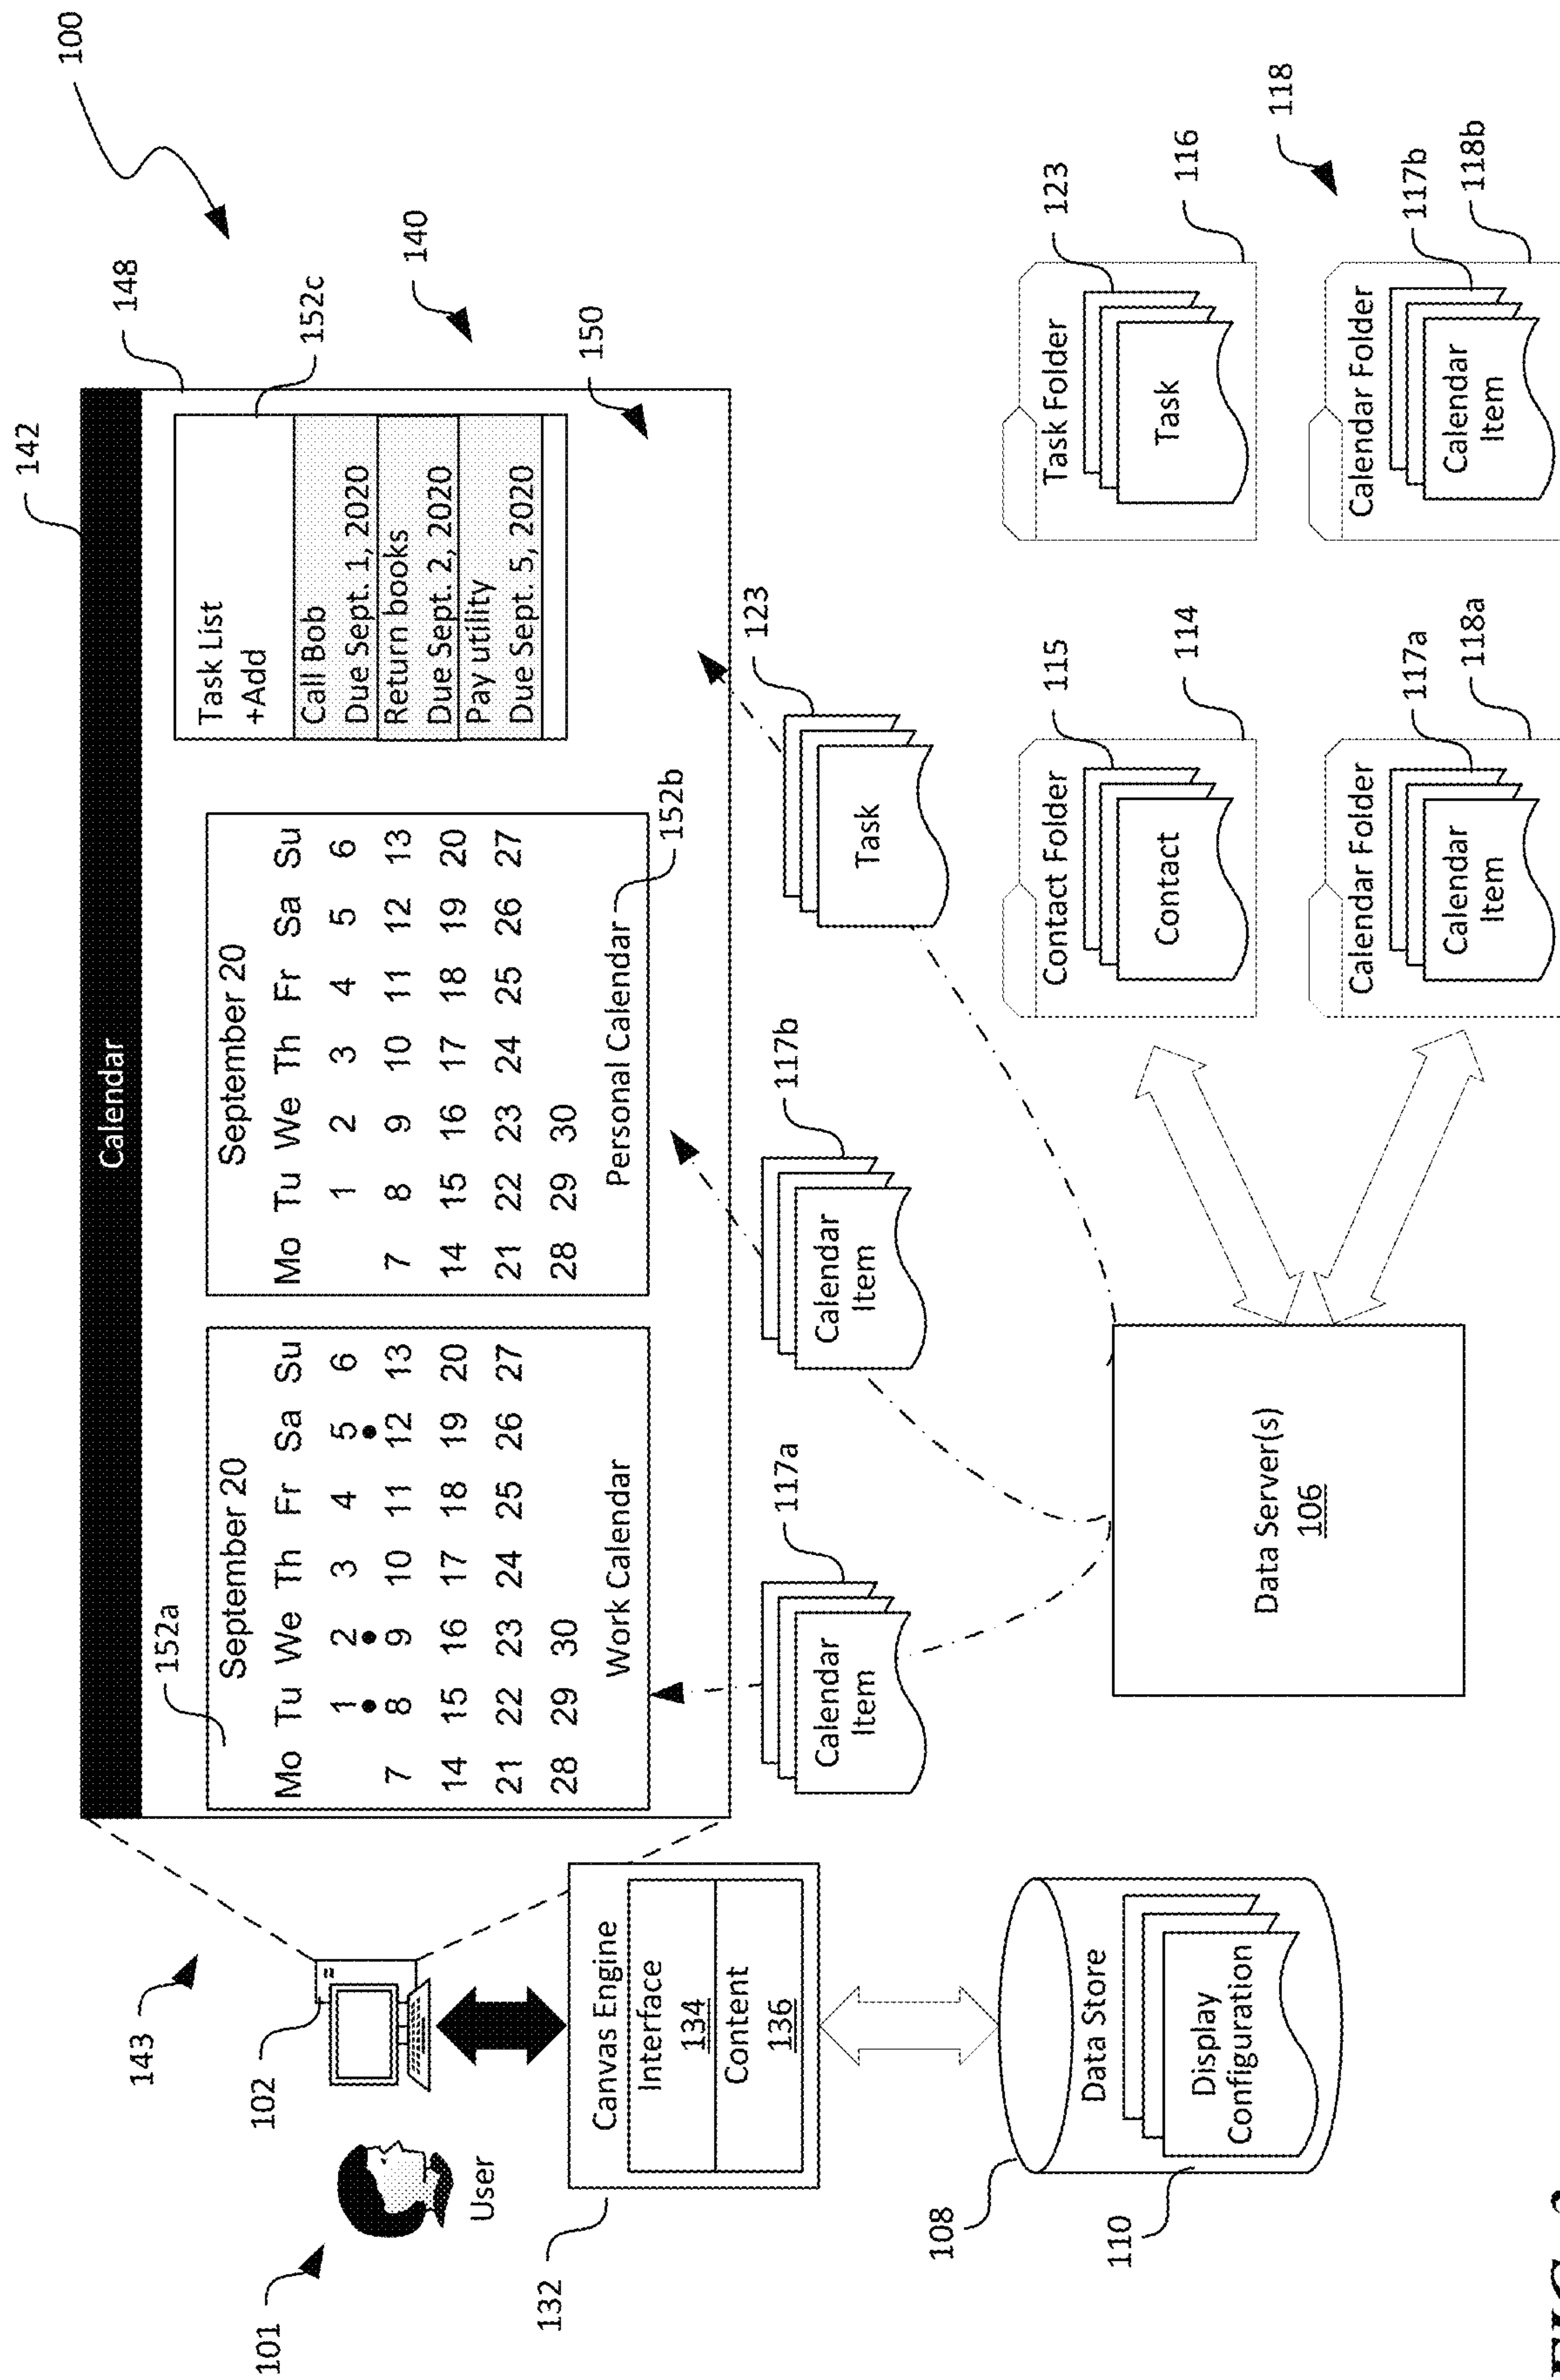 100
142
Calendar
148
152a
September 20
Mo Tu We Th Fr Sa Su
1 2 3 4 5 6
7 8 9 10 11 12 13
14 15 16 17 18 19 20
21 22 23 24 25 26 27
28 29 30
Work Calendar
September 20
Mo Tu We Th Fr Sa Su
1 2 3 4 5 6
7 8 9 10 11 12 13
14 15 16 17 18 19 20
21 22 23 24 25 26 27
28 29 30
Personal Calendar
152b
Task List
+Add
Call Bob
Due Sept. 1, 2020
Return books
Due Sept. 2, 2020
Pay utility
Due Sept. 5, 2020
152c
140
150
143
102
101
User
132
Canvas Engine
Interface
134
Content
136
108
Data Store
110
Display
Configuration
117a
Calendar
Item
117b
Calendar
Item
123
Task
Data Server(s)
106
Contact Folder
115
Contact
114
Task Folder
123
Task
116
118
Calendar Folder
117a
Calendar
Item
118a
Calendar Folder
117b
Calendar
Item
118b